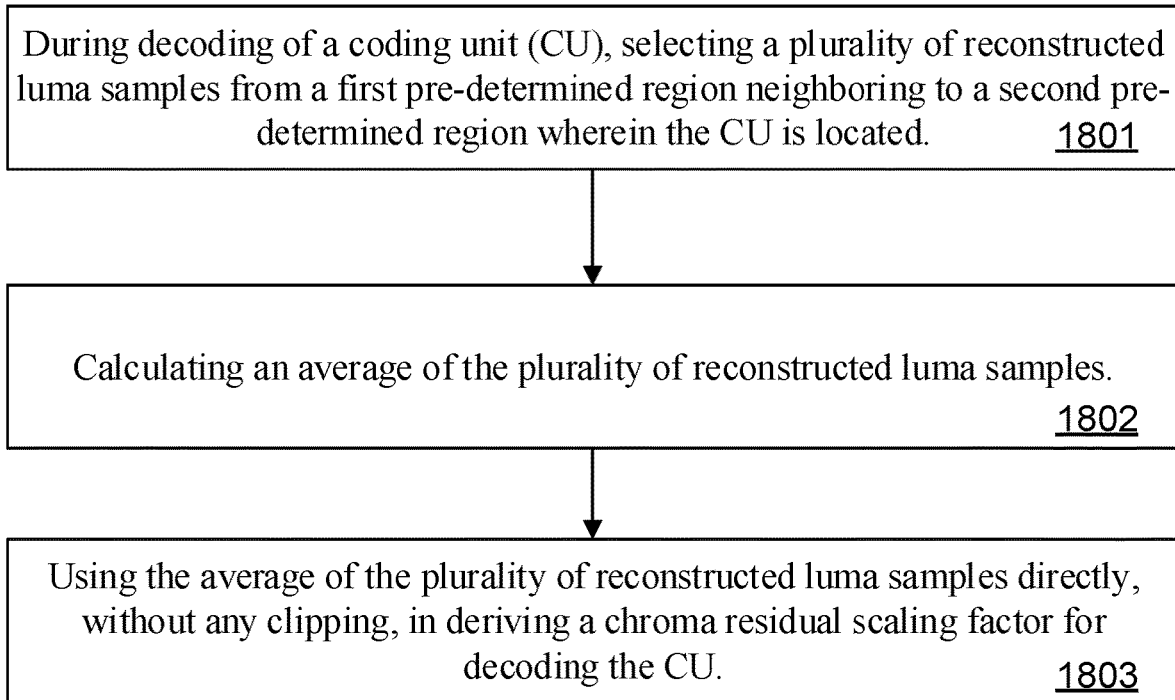 During decoding of a coding unit (CU), selecting a plurality of reconstructed
luma samples from a first pre-determined region neighboring to a second pre-
determined region wherein the CU is located.
1801
Calculating an average of the plurality of reconstructed luma samples.
1802
Using the average of the plurality of reconstructed luma samples directly,
without any clipping, in deriving a chroma residual scaling factor for
decoding the CU.
1803